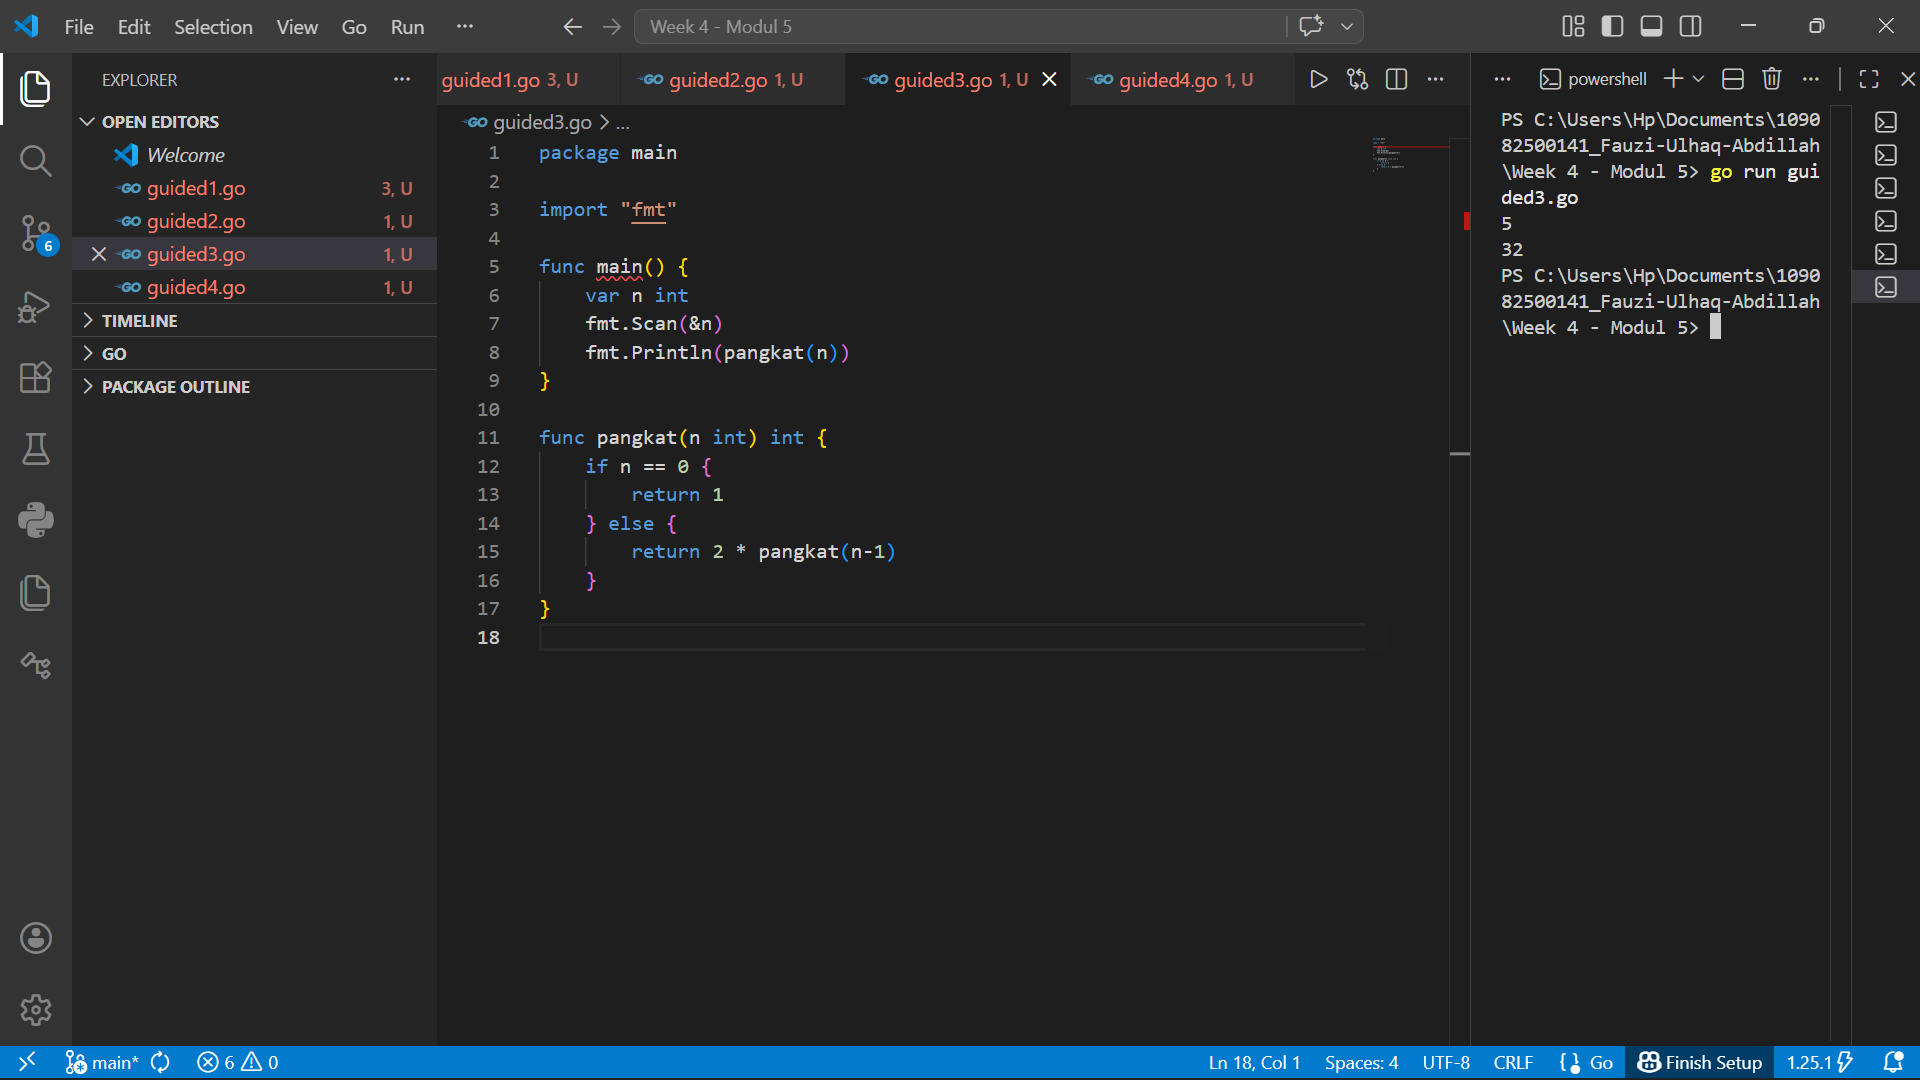 File Edit Selection View Go Run ... Week 4 - Modul 5
EXPLORER ...
OPEN EDITORS
Welcome
guided1.go 3, U
guided2.go 1, U
guided3.go 1, U
guided4.go 1, U
TIMELINE
GO
PACKAGE OUTLINE
6
guided1.go 3, U GO guided2.go 1, U GO guided3.go 1, U GO guided4.go 1, U
GO guided3.go > ...
1 package main
2
3 import "fmt"
4
5 func main() {
6 var n int
7 fmt.Scan(&n)
8 fmt.Println(pangkat(n))
9 }
10
11 func pangkat(n int) int {
12 if n == 0 {
13 return 1
14 } else {
15 return 2 * pangkat(n-1)
16 }
17 }
18
... powershell ...
PS C:\Users\Hp\Documents\1090
82500141_Fauzi-Ulhaq-Abdillah
\Week 4 - Modul 5> go run gui
ded3.go
5
32
PS C:\Users\Hp\Documents\1090
82500141_Fauzi-Ulhaq-Abdillah
\Week 4 - Modul 5>
main* 6 0 Ln 18, Col 1 Spaces: 4 UTF-8 CRLF {} Go Finish Setup 1.25.1